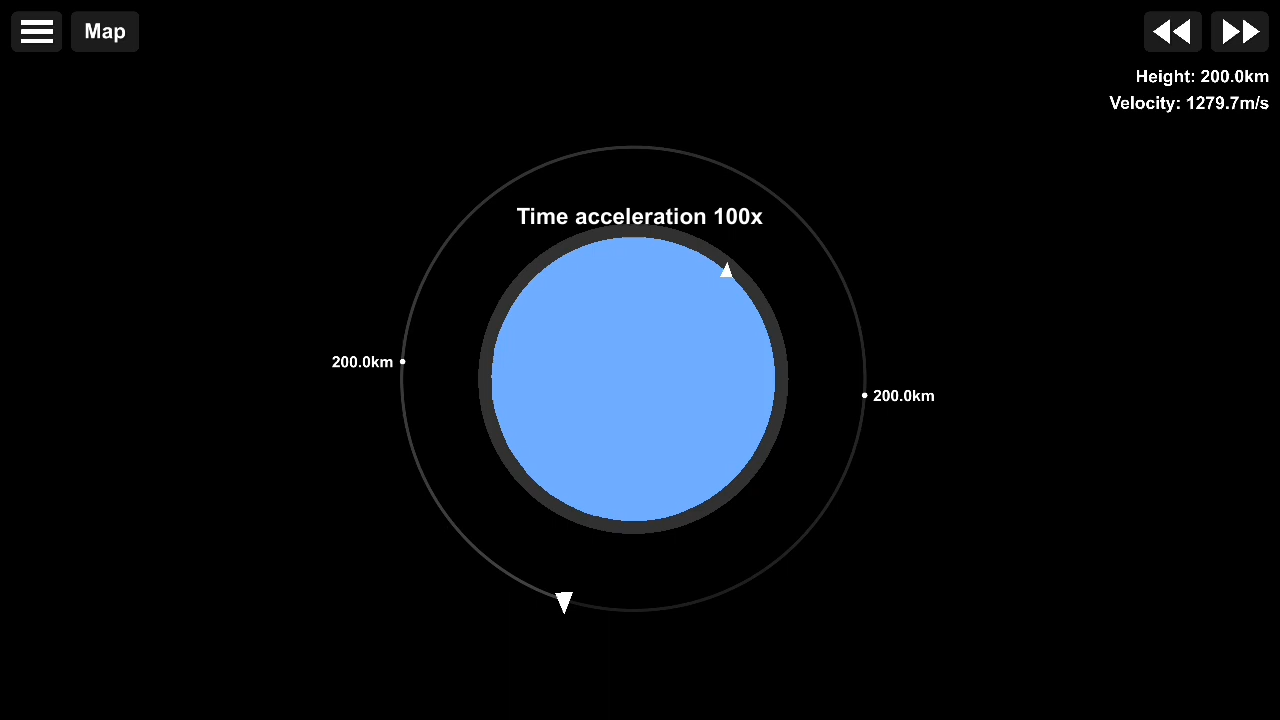 Map
Height: 200.0km
Velocity: 1279.7m/s
Time acceleration 100x
200.0km
200.0km